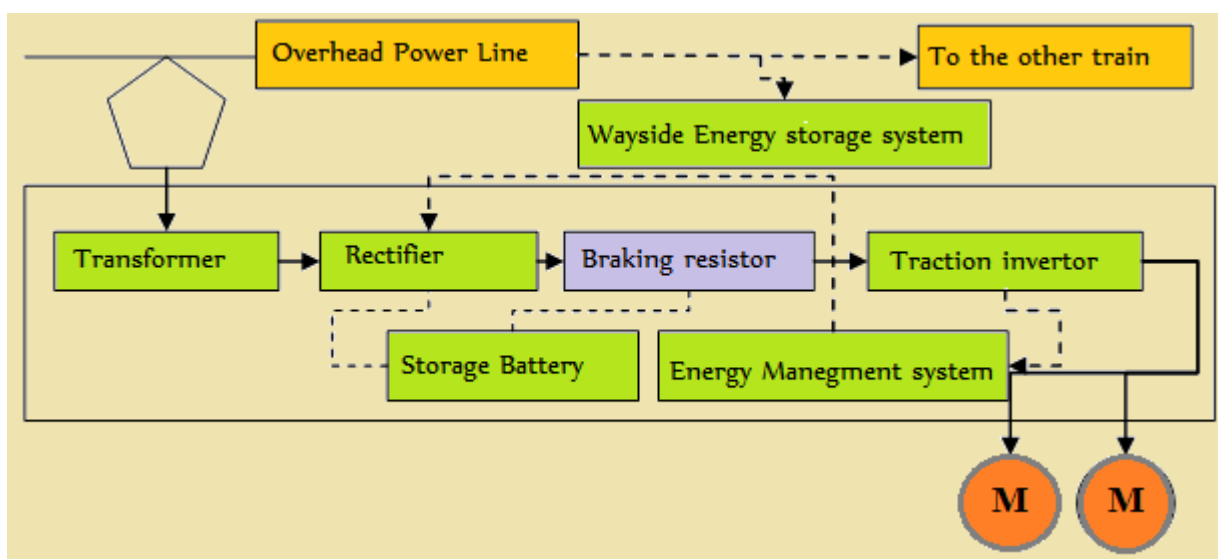 Overhead Power Line
To the other train
Wayside Energy storage system
Transformer
Rectifier
Braking resistor
Traction invertor
Storage Battery
Energy Manegment system
M
M